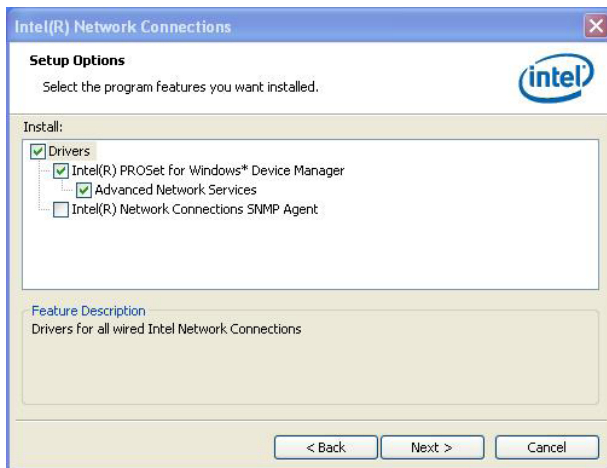 Intel(R) Network Connections
Setup Options
Select the program features you want installed.
intel
Install:
Drivers
Intel(R) PROSet for Windows* Device Manager
Advanced Network Services
Intel(R) Network Connections SNMP Agent
Feature Description
Drivers for all wired Intel Network Connections
< Back
Next >
Cancel